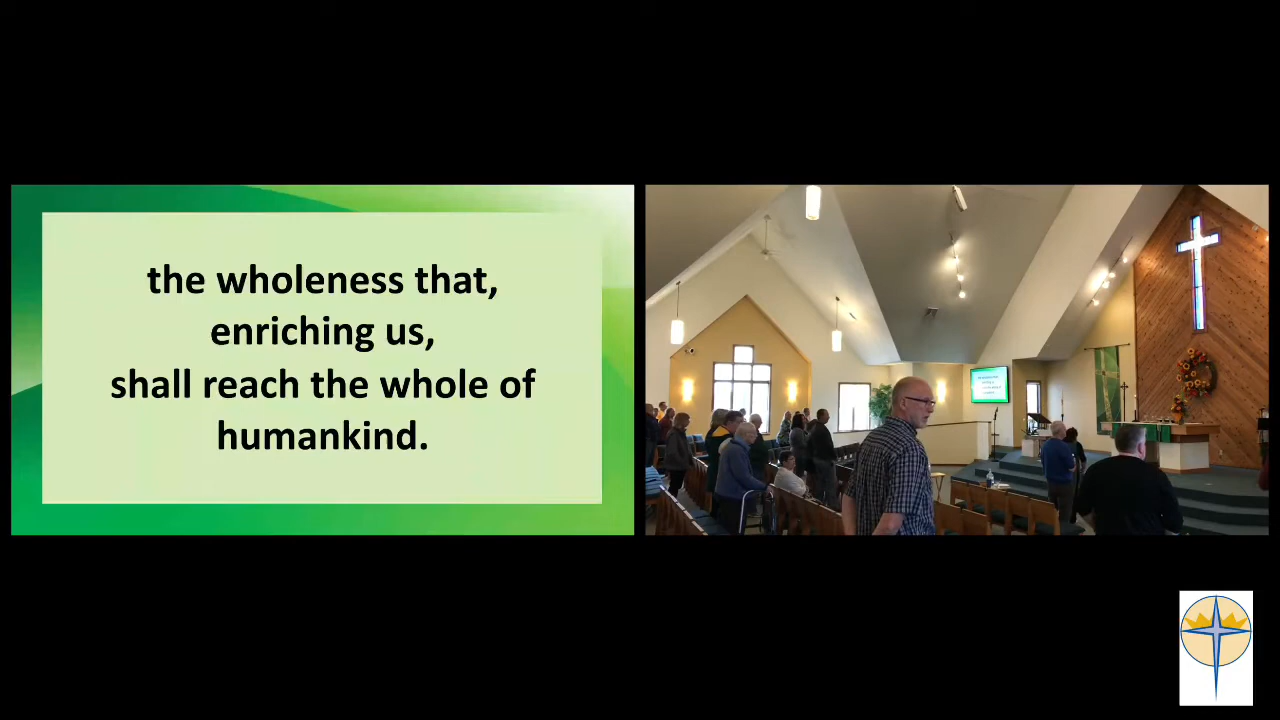 the wholeness that,
enriching us,
shall reach the whole of
humankind.